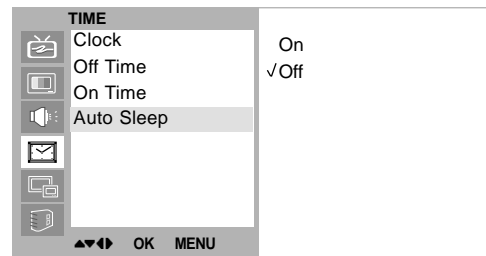 TIME
Clock
Off Time
On Time
Auto Sleep
On
√Off
▲▼◀▶ OK MENU